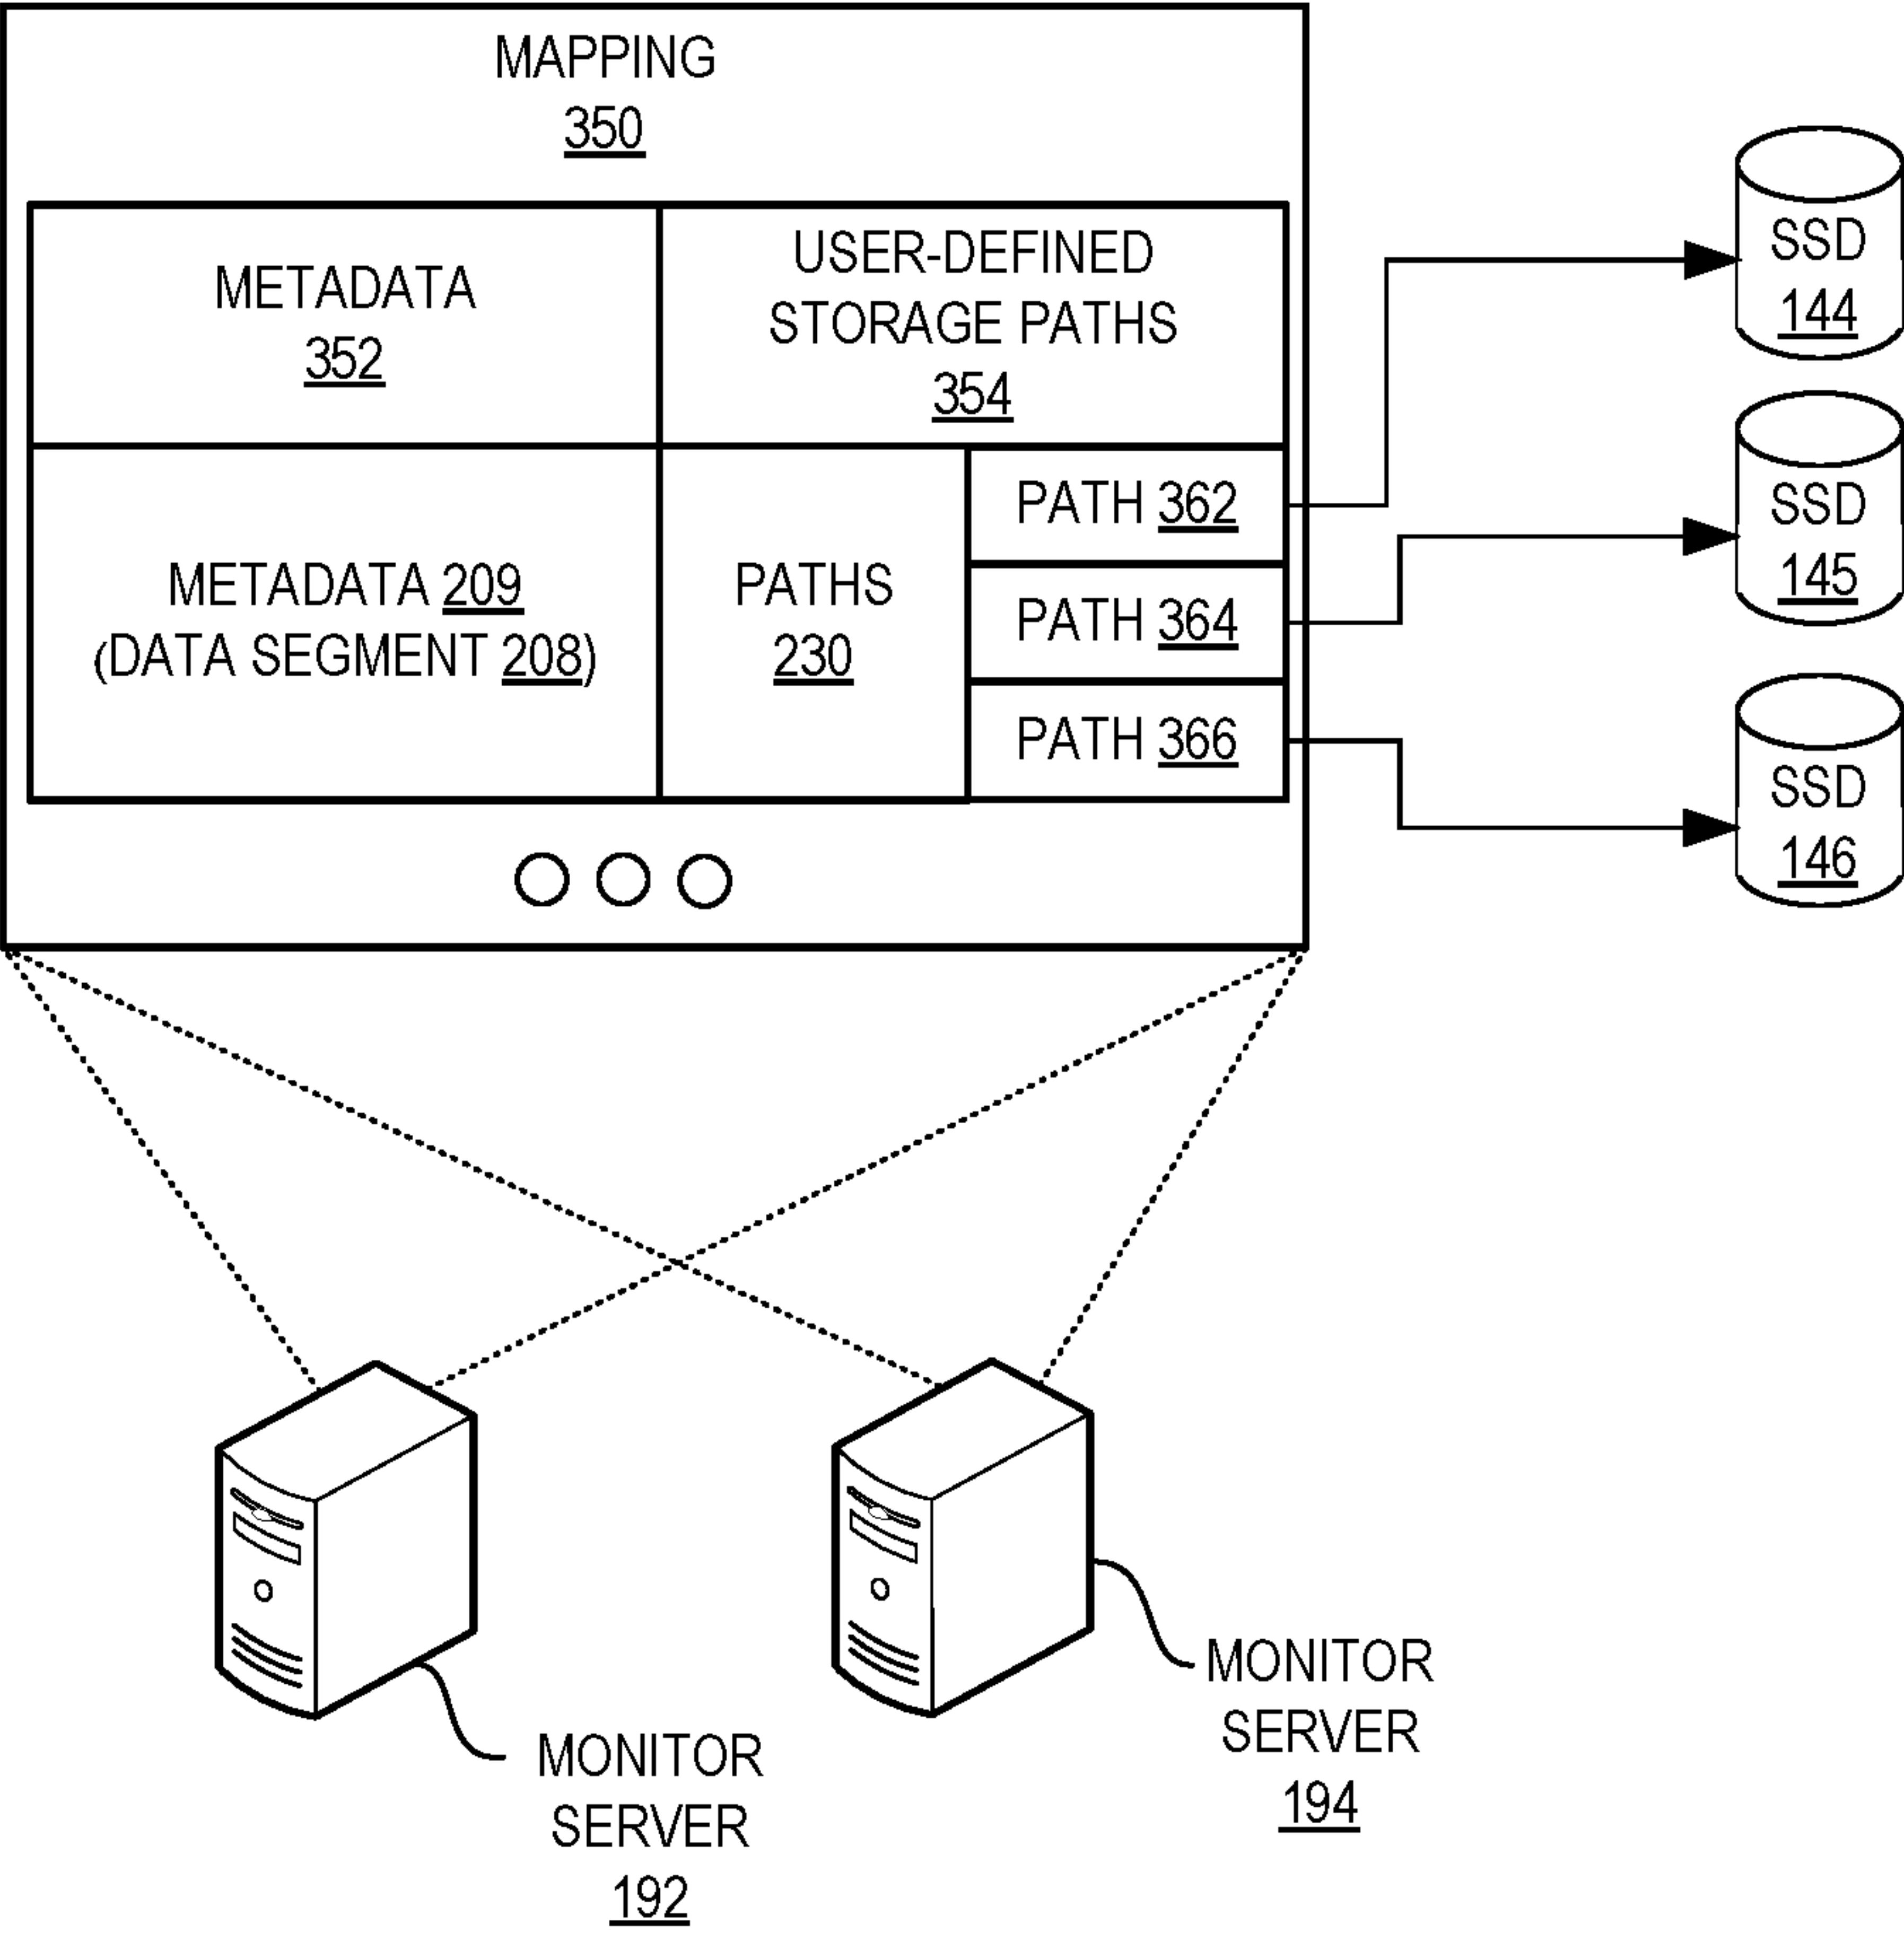 MAPPING
350
METADATA
352
USER-DEFINED
STORAGE PATHS
354
METADATA 209
(DATA SEGMENT 208)
PATHS
230
PATH 362
PATH 364
PATH 366
SSD
144
SSD
145
SSD
146
MONITOR
SERVER
192
MONITOR
SERVER
194